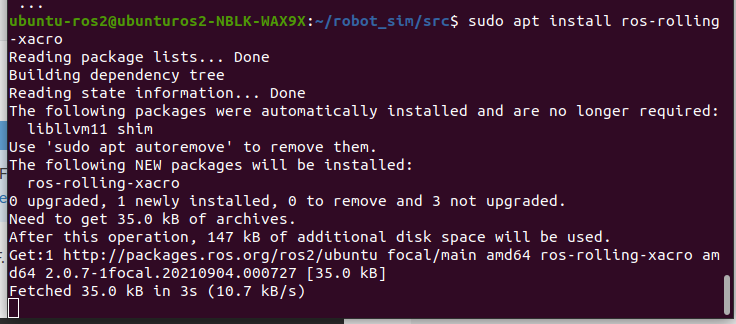 ...
ubuntu-ros2@ubunturos2-NBLK-WAX9X:~/robot_sim/src$ sudo apt install ros-rolling
-xacro
Reading package lists... Done
Building dependency tree
Reading state information... Done
The following packages were automatically installed and are no longer required:
  libllvm11 shim
Use 'sudo apt autoremove' to remove them.
The following NEW packages will be installed:
  ros-rolling-xacro
0 upgraded, 1 newly installed, 0 to remove and 3 not upgraded.
Need to get 35.0 kB of archives.
After this operation, 147 kB of additional disk space will be used.
Get:1 http://packages.ros.org/ros2/ubuntu focal/main amd64 ros-rolling-xacro am
d64 2.0.7-1focal.20210904.000727 [35.0 kB]
Fetched 35.0 kB in 3s (10.7 kB/s)